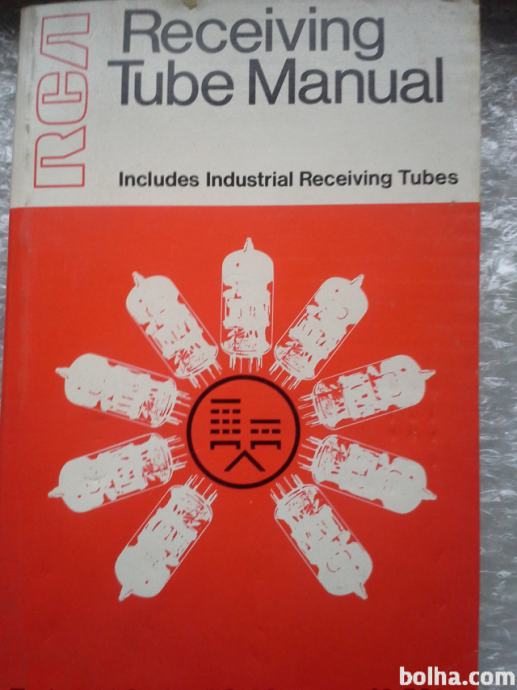 RCA
Receiving
Tube Manual
Includes Industrial Receiving Tubes
bolha.com